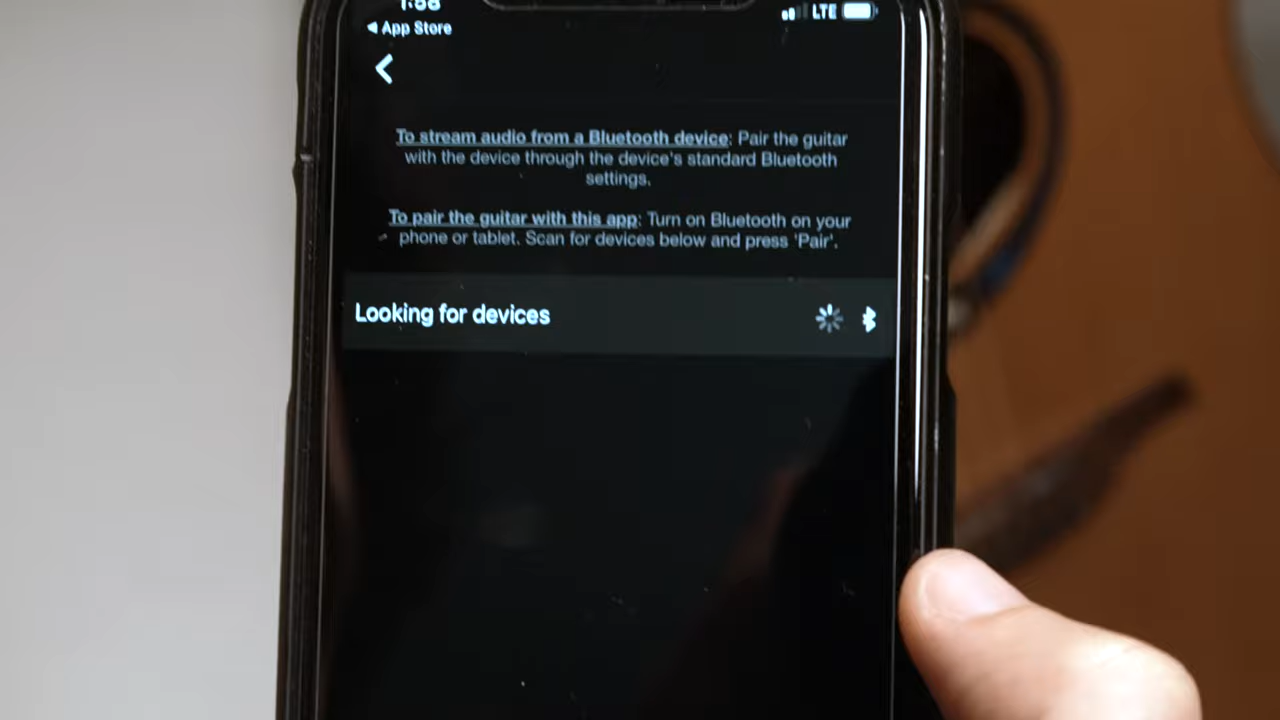 1:58
LTE
◀ App Store
To stream audio from a Bluetooth device: Pair the guitar
with the device through the device's standard Bluetooth
settings.
To pair the guitar with this app: Turn on Bluetooth on your
phone or tablet. Scan for devices below and press 'Pair'.
Looking for devices